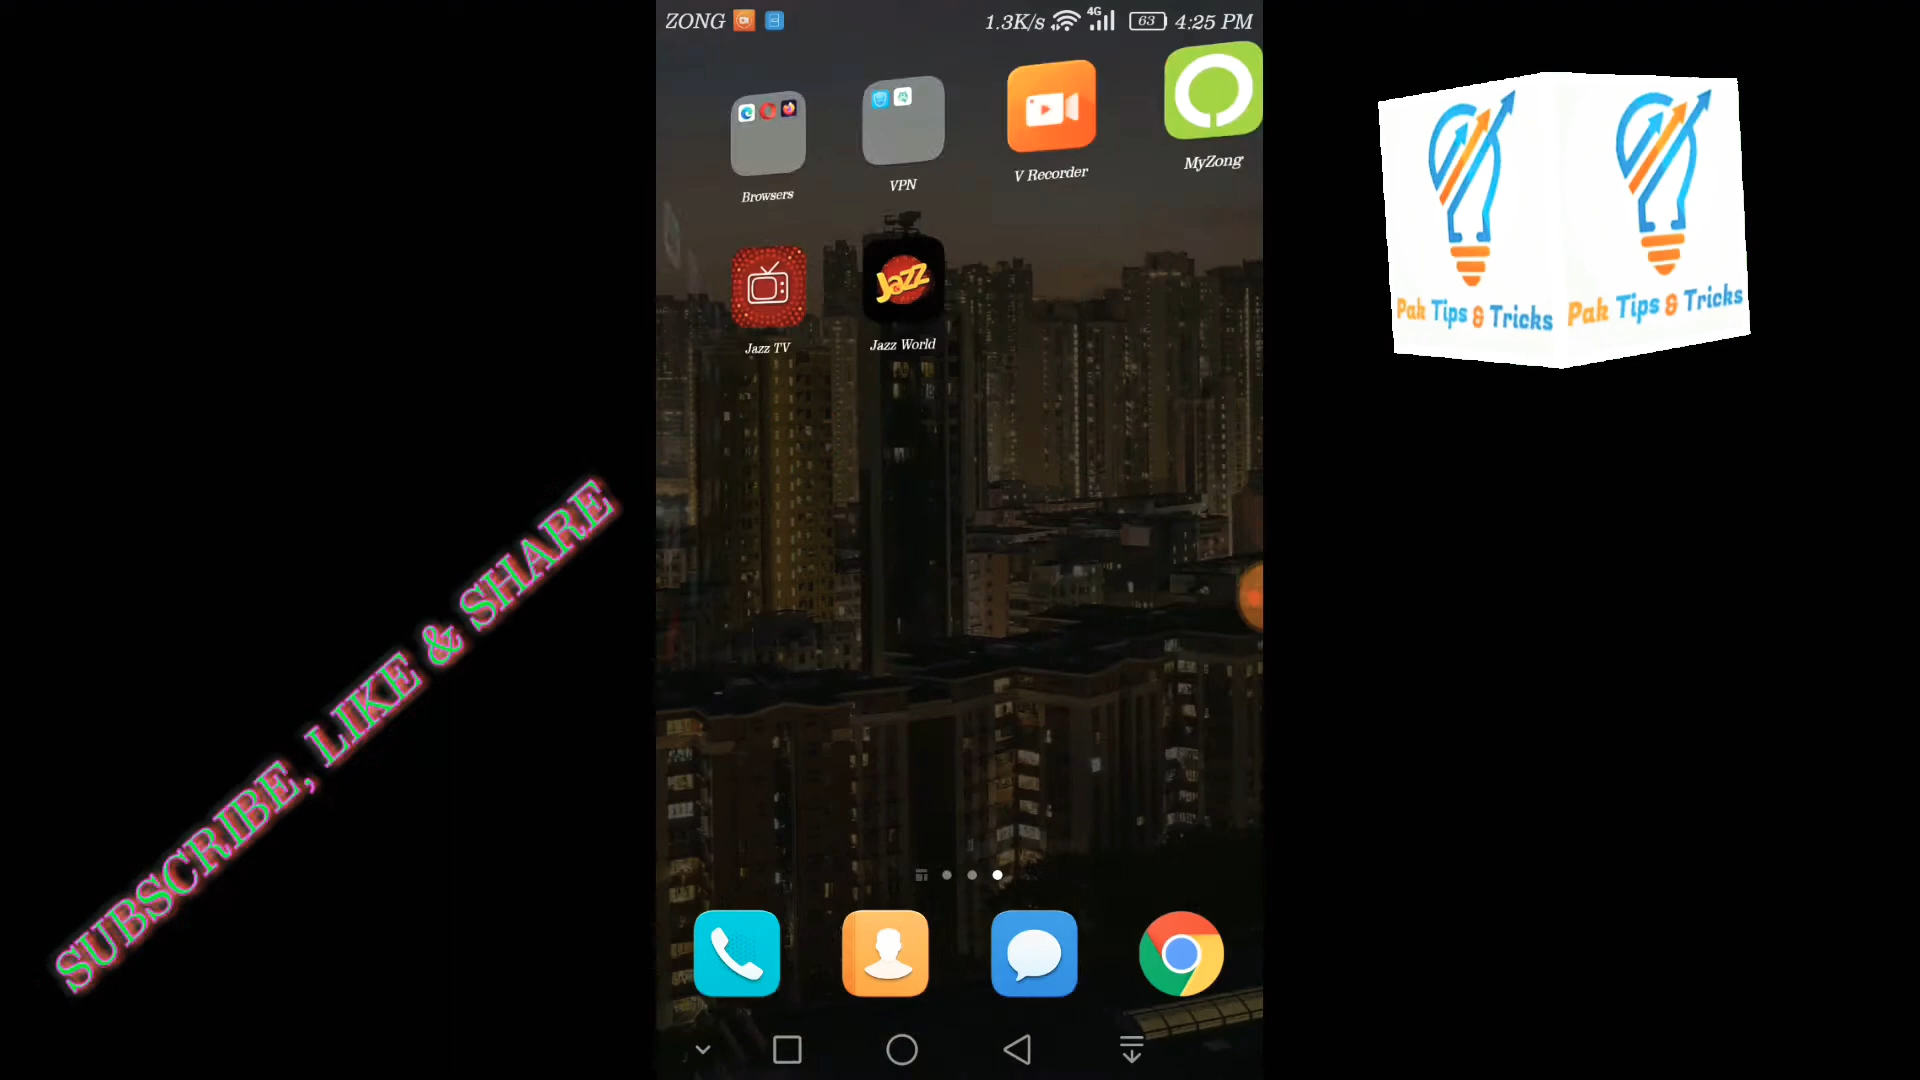 ZONG 1.3K/s 4G 63 4:25 PM
Browsers VPN V Recorder MyZong
Jazz
Jazz TV Jazz World
Pak Tips & Tricks Pak Tips & Tricks
SUBSCRIBE, LIKE & SHARE